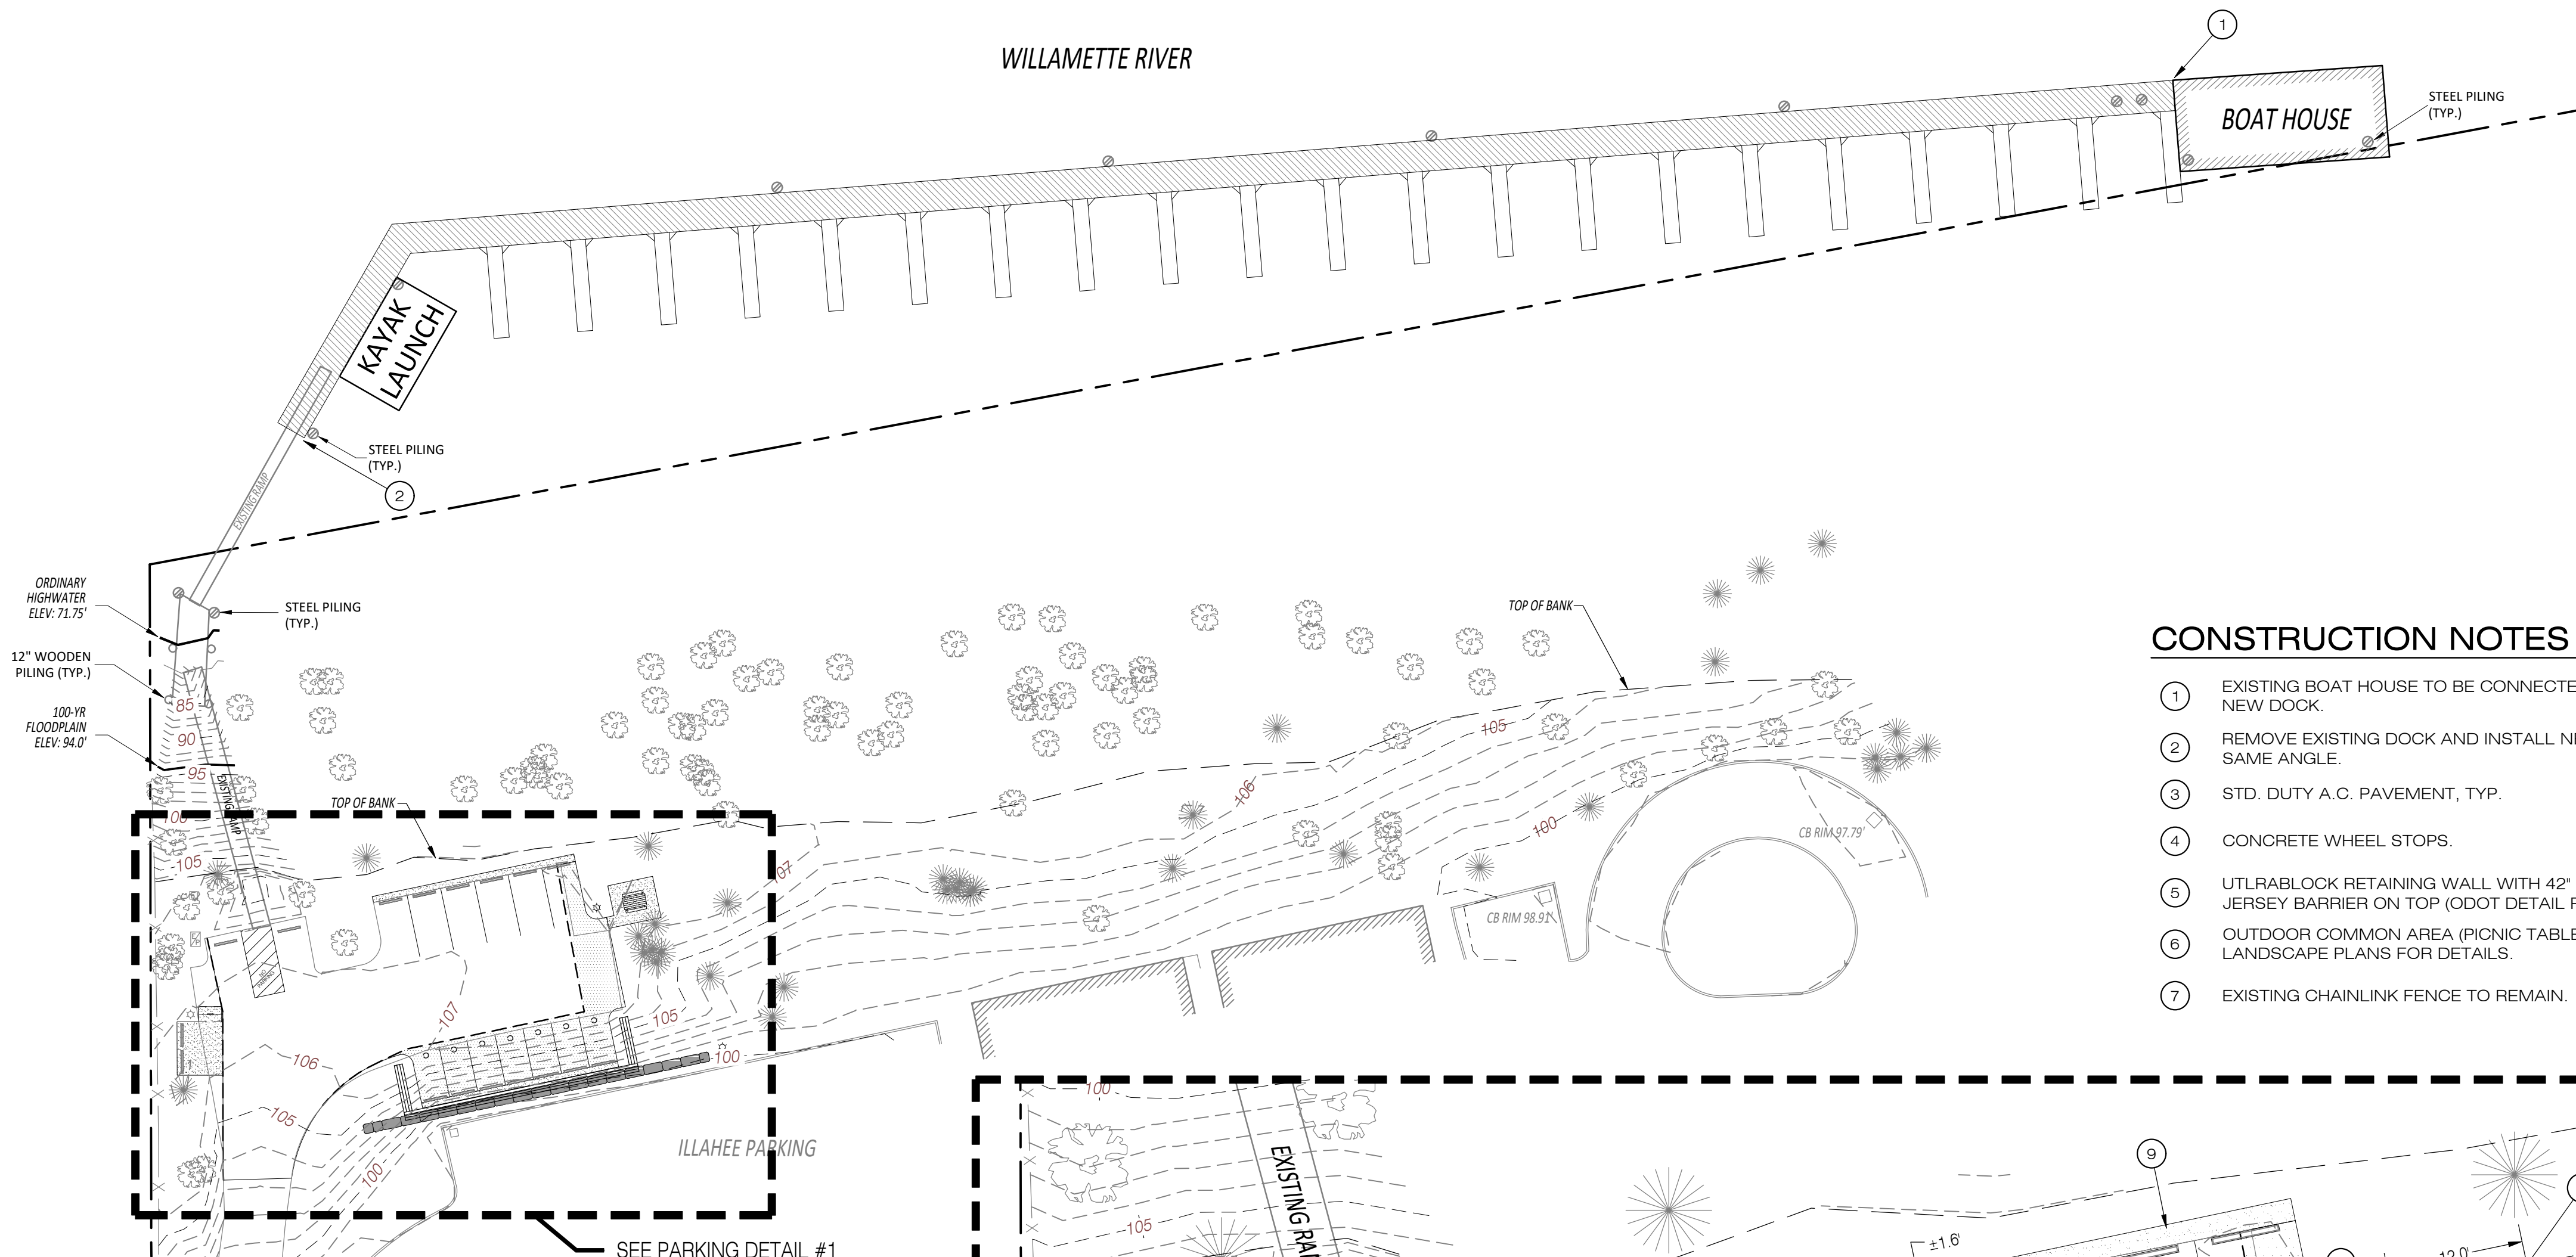 1
WILLAMETTE RIVER
BOAT HOUSE
STEEL PILING
(TYP.)
KAYAK
LAUNCH
STEEL PILING
(TYP.)
2
EXISTING RAMP
ORDINARY
HIGHWATER
ELEV: 71.75'
STEEL PILING
(TYP.)
12" WOODEN
PILING (TYP.)
100-YR
FLOODPLAIN
ELEV: 94.0'
85
90
95
100
105
EXISTING RAMP
TOP OF BANK
TOP OF BANK
105
106
100
107
CB RIM 97.79'
CB RIM 98.91'
NO
PARKING
107
106
105
105
100
100
ILLAHEE PARKING
SEE PARKING DETAIL #1
CONSTRUCTION NOTES
1 EXISTING BOAT HOUSE TO BE CONNECTE
NEW DOCK.
2 REMOVE EXISTING DOCK AND INSTALL NE
SAME ANGLE.
3 STD. DUTY A.C. PAVEMENT, TYP.
4 CONCRETE WHEEL STOPS.
5 UTLRABLOCK RETAINING WALL WITH 42"
JERSEY BARRIER ON TOP (ODOT DETAIL R
6 OUTDOOR COMMON AREA (PICNIC TABLE
LANDSCAPE PLANS FOR DETAILS.
7 EXISTING CHAINLINK FENCE TO REMAIN.
100
105
EXISTING RA
9
±1.6'
12.0'